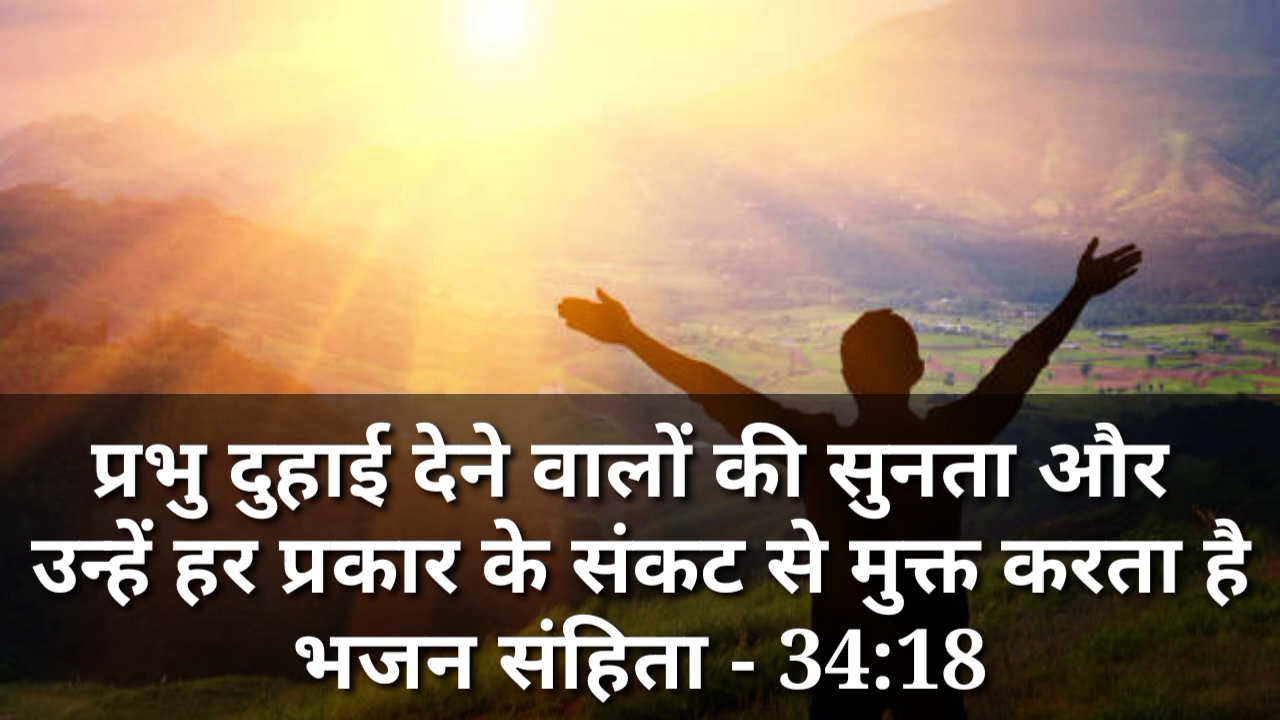 प्रभु दुहाई देने वालों की सुनता और
उन्हें हर प्रकार के संकट से मुक्त करता है
भजन संहिता - 34:18